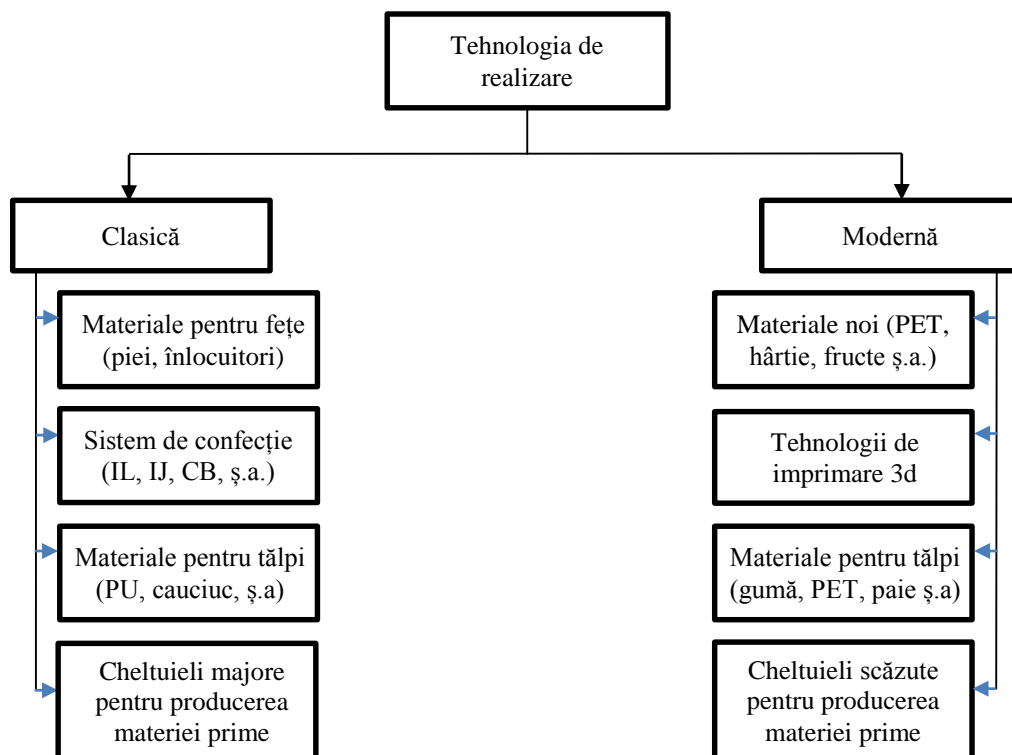 Tehnologia de
realizare
Clasică
Modernă
Materiale pentru fețe
(piei, înlocuitori)
Sistem de confecție
(IL, IJ, CB, ș.a.)
Materiale pentru tălpi
(PU, cauciuc, ș.a)
Cheltuieli majore
pentru producerea
materiei prime
Materiale noi (PET,
hârtie, fructe ș.a.)
Tehnologii de
imprimare 3d
Materiale pentru tălpi
(gumă, PET, paie ș.a)
Cheltuieli scăzute
pentru producerea
materiei prime